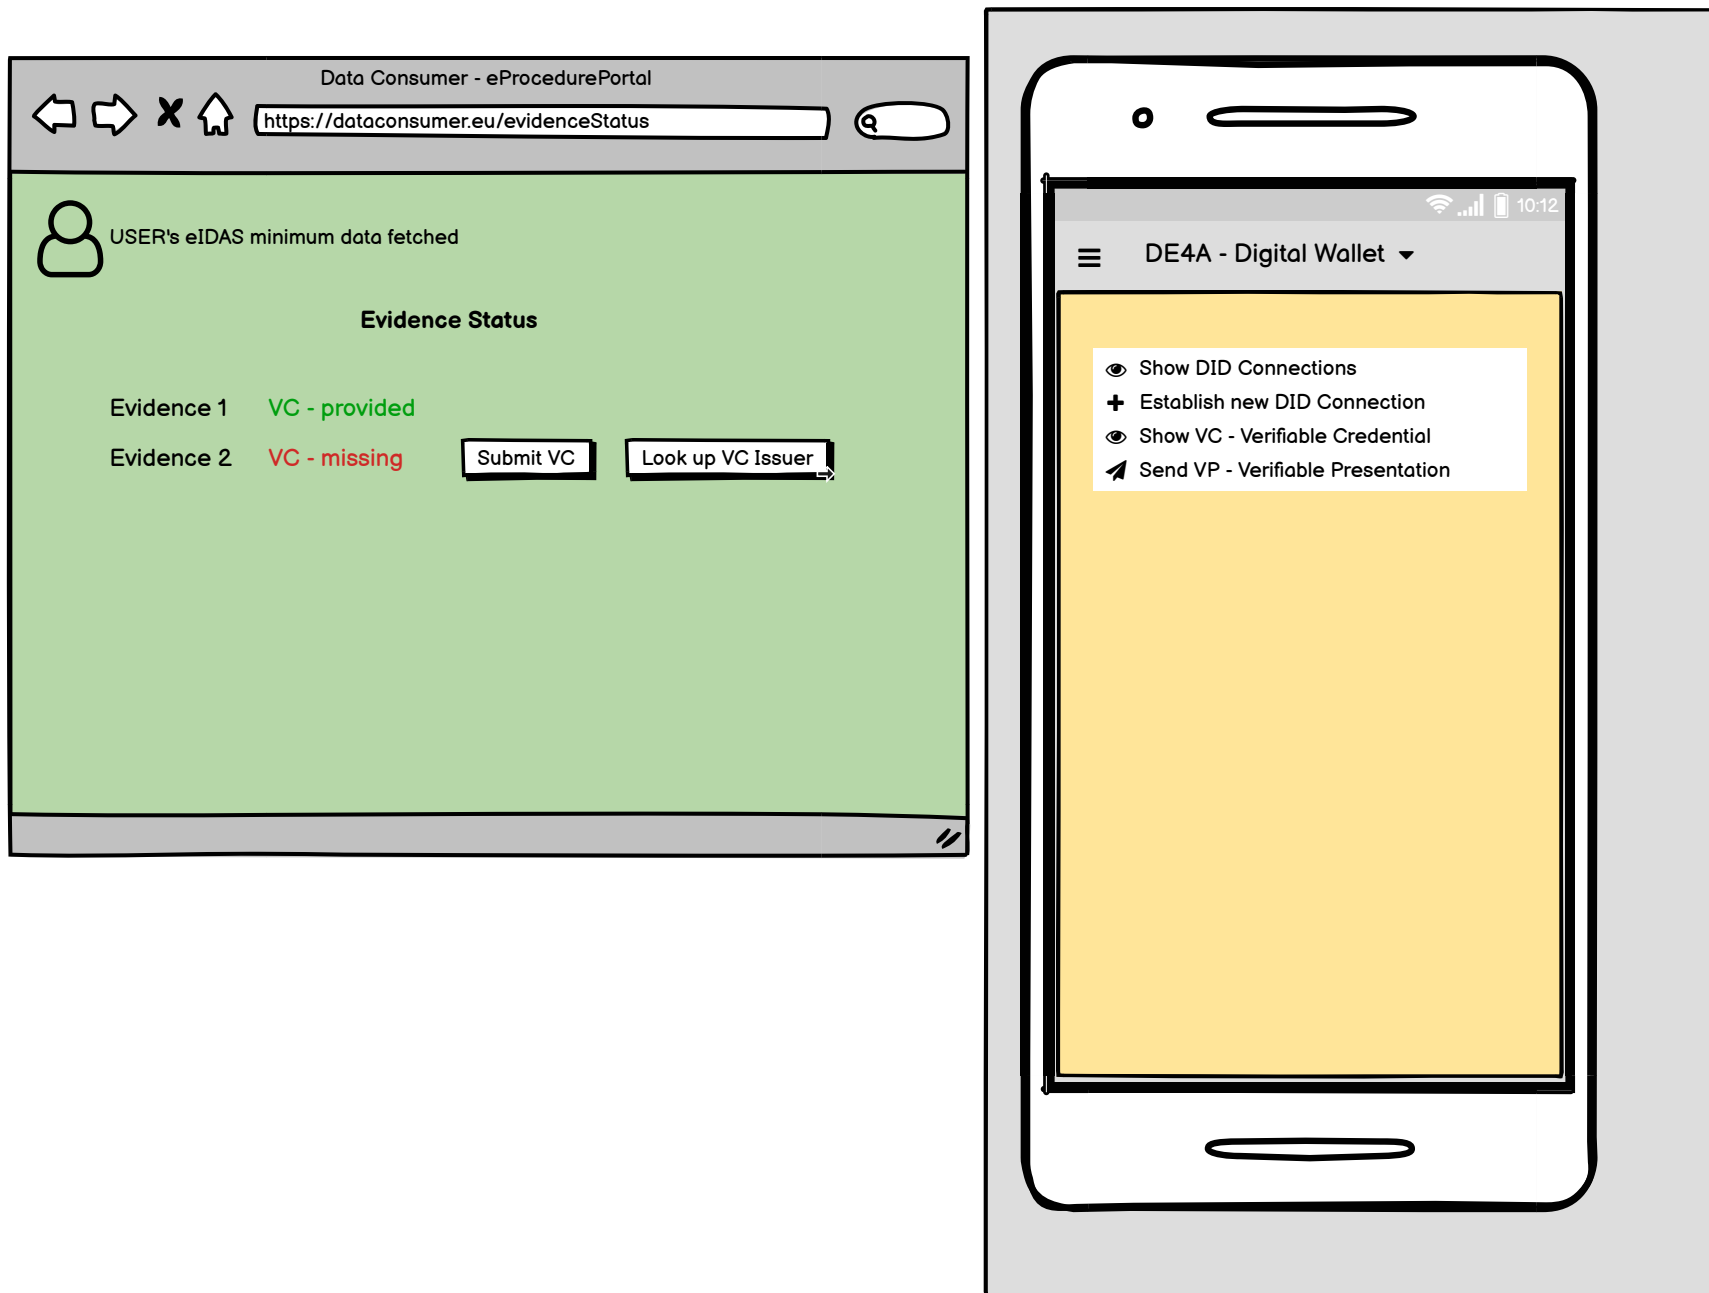 Data Consumer - eProcedurePortal
https://dataconsumer.eu/evidenceStatus
USER's eIDAS minimum data fetched
Evidence Status
Evidence 1 VC - provided
Evidence 2 VC - missing Submit VC Look up VC Issuer
10:12
DE4A - Digital Wallet
Show DID Connections
Establish new DID Connection
Show VC - Verifiable Credential
Send VP - Verifiable Presentation